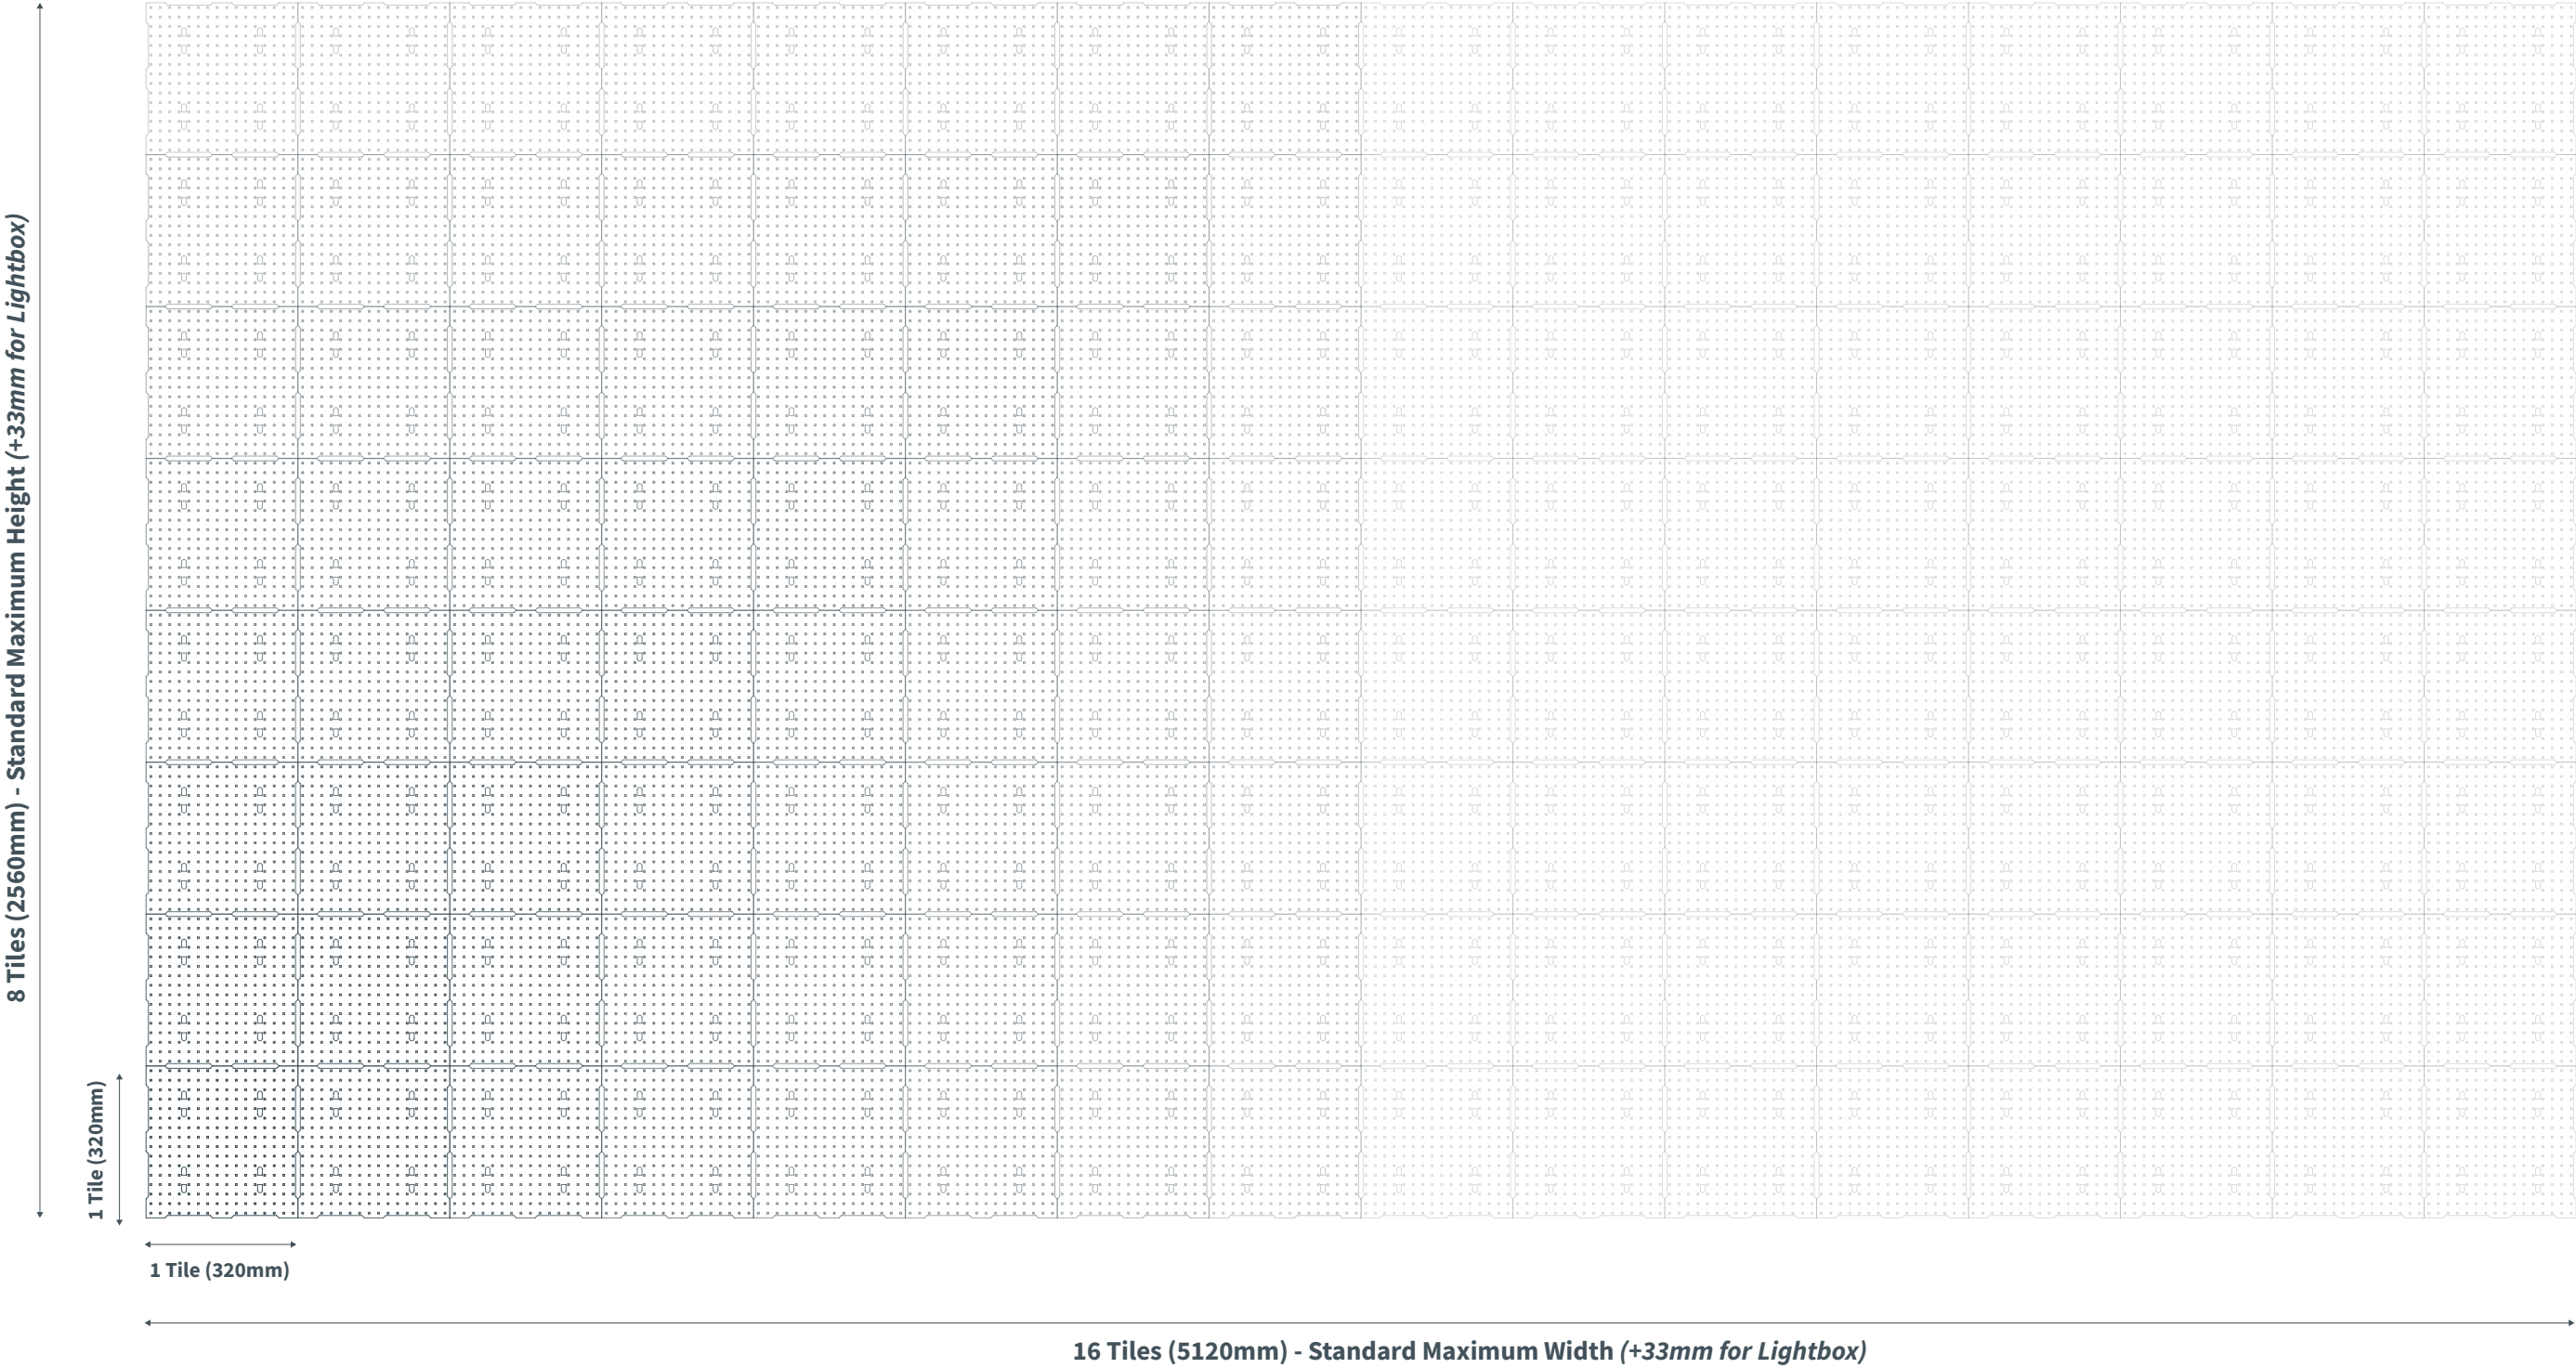 8 Tiles (2560mm) - Standard Maximum Height (+33mm for Lightbox)
1 Tile (320mm)
1 Tile (320mm)
16 Tiles (5120mm) - Standard Maximum Width (+33mm for Lightbox)